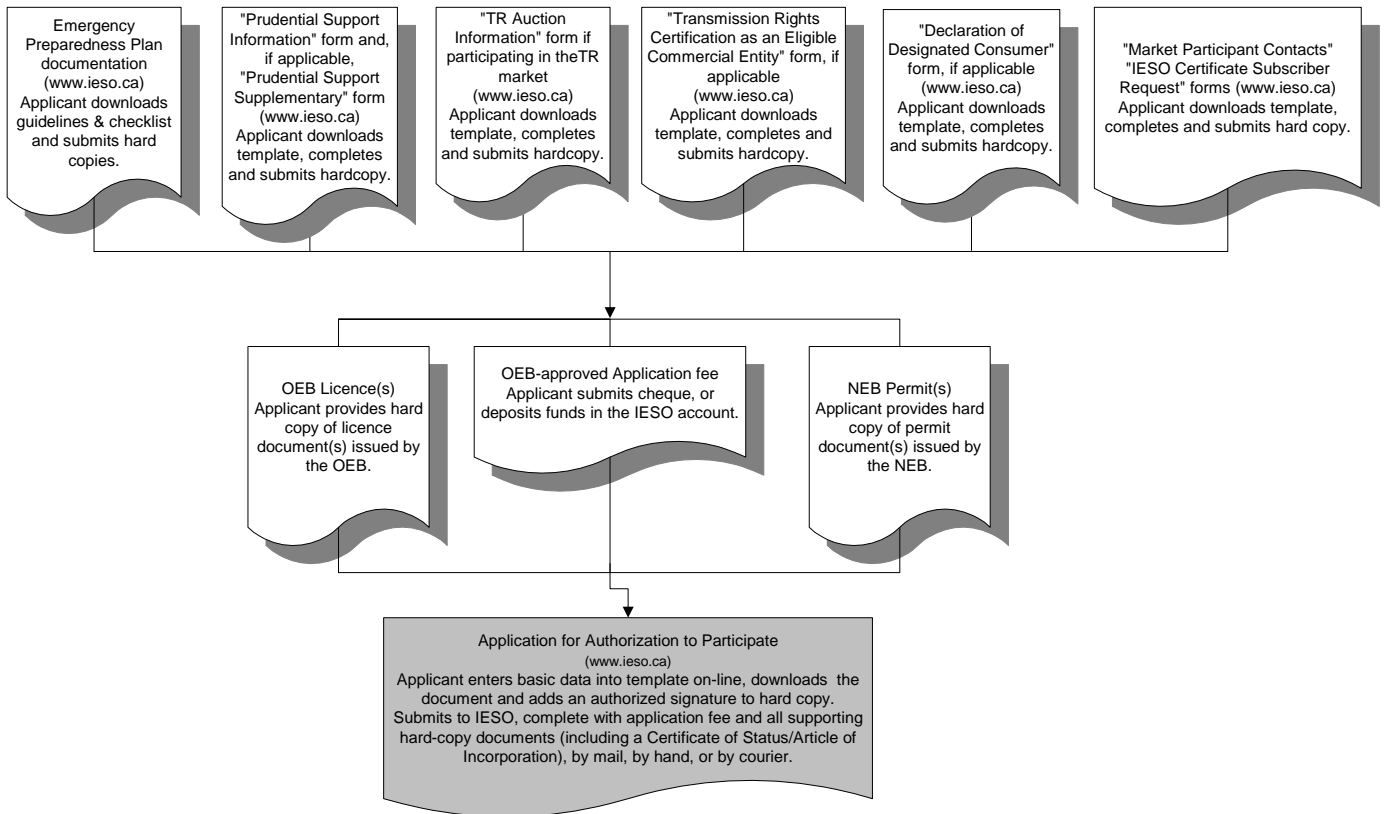 Emergency
Preparedness Plan
documentation
(www.ieso.ca)
Applicant downloads
guidelines & checklist
and submits hard
copies.
"Prudential Support
Information" form and,
if applicable,
"Prudential Support
Supplementary" form
(www.ieso.ca)
Applicant downloads
template, completes
and submits hardcopy.
"TR Auction
Information" form if
participating in theTR
market
(www.ieso.ca)
Applicant downloads
template, completes
and submits hardcopy.
"Transmission Rights
Certification as an Eligible
Commercial Entity" form, if
applicable
(www.ieso.ca)
Applicant downloads
template, completes and
submits hardcopy.
"Declaration of
Designated Consumer"
form, if applicable
(www.ieso.ca)
Applicant downloads
template, completes
and submits hardcopy.
"Market Participant Contacts"
"IESO Certificate Subscriber
Request" forms (www.ieso.ca)
Applicant downloads template,
completes and submits hard copy.
OEB Licence(s)
Applicant provides hard
copy of licence
document(s) issued by
the OEB.
OEB-approved Application fee
Applicant submits cheque, or
deposits funds in the IESO account.
NEB Permit(s)
Applicant provides hard
copy of permit
document(s) issued by
the NEB.
Application for Authorization to Participate
(www.ieso.ca)
Applicant enters basic data into template on-line, downloads the
document and adds an authorized signature to hard copy.
Submits to IESO, complete with application fee and all supporting
hard-copy documents (including a Certificate of Status/Article of
Incorporation), by mail, by hand, or by courier.